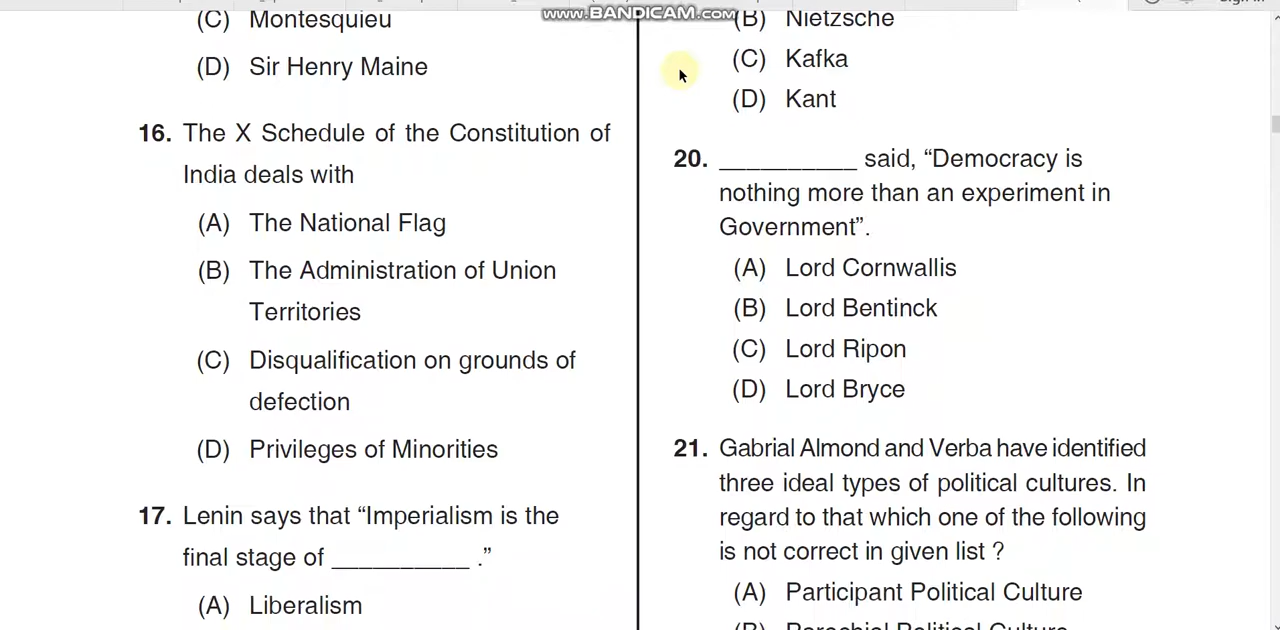 www.BANDICAM.com
(C) Montesquieu
(D) Sir Henry Maine
16. The X Schedule of the Constitution of
India deals with
(A) The National Flag
(B) The Administration of Union
Territories
(C) Disqualification on grounds of
defection
(D) Privileges of Minorities
17. Lenin says that “Imperialism is the
final stage of __________ .”
(A) Liberalism
(B) Nietzsche
(C) Kafka
(D) Kant
20. __________ said, “Democracy is
nothing more than an experiment in
Government”.
(A) Lord Cornwallis
(B) Lord Bentinck
(C) Lord Ripon
(D) Lord Bryce
21. Gabrial Almond and Verba have identified
three ideal types of political cultures. In
regard to that which one of the following
is not correct in given list ?
(A) Participant Political Culture
(B) Parochial Political Culture